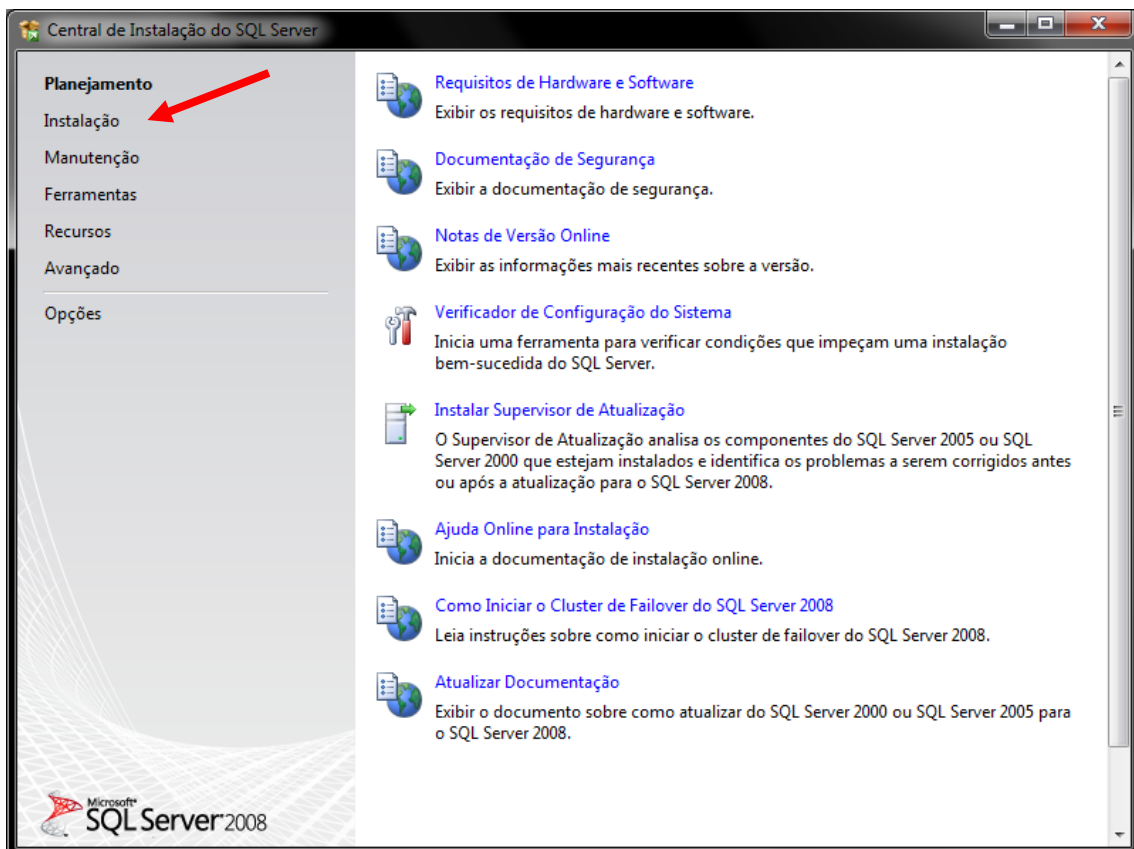 Central de Instalação do SQL Server
Planejamento
Instalação
Manutenção
Ferramentas
Recursos
Avançado
Opções
Requisitos de Hardware e Software
Exibir os requisitos de hardware e software.
Documentação de Segurança
Exibir a documentação de segurança.
Notas de Versão Online
Exibir as informações mais recentes sobre a versão.
Verificador de Configuração do Sistema
Inicia uma ferramenta para verificar condições que impeçam uma instalação
bem-sucedida do SQL Server.
Instalar Supervisor de Atualização
O Supervisor de Atualização analisa os componentes do SQL Server 2005 ou SQL
Server 2000 que estejam instalados e identifica os problemas a serem corrigidos antes
ou após a atualização para o SQL Server 2008.
Ajuda Online para Instalação
Inicia a documentação de instalação online.
Como Iniciar o Cluster de Failover do SQL Server 2008
Leia instruções sobre como iniciar o cluster de failover do SQL Server 2008.
Atualizar Documentação
Exibir o documento sobre como atualizar do SQL Server 2000 ou SQL Server 2005 para
o SQL Server 2008.
Microsoft
SQL Server 2008